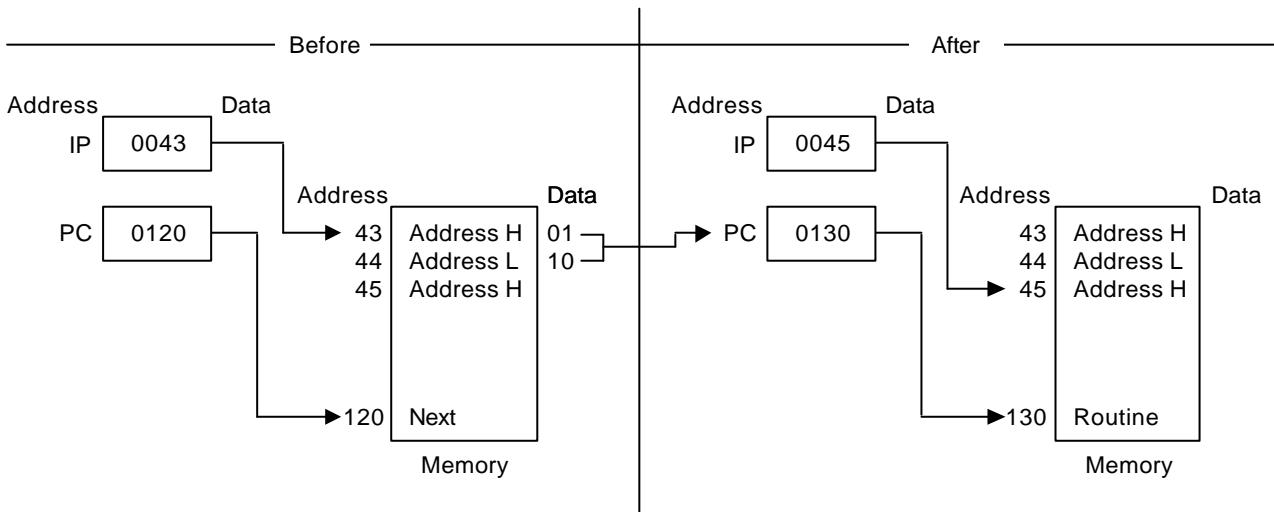 Before
Address Data
IP 0043
Address Data
PC 0120
43 Address H 01
44 Address L 10
45 Address H
120 Next
Memory
After
Address Data
IP 0045
Address Data
PC 0130
43 Address H
44 Address L
45 Address H
130 Routine
Memory